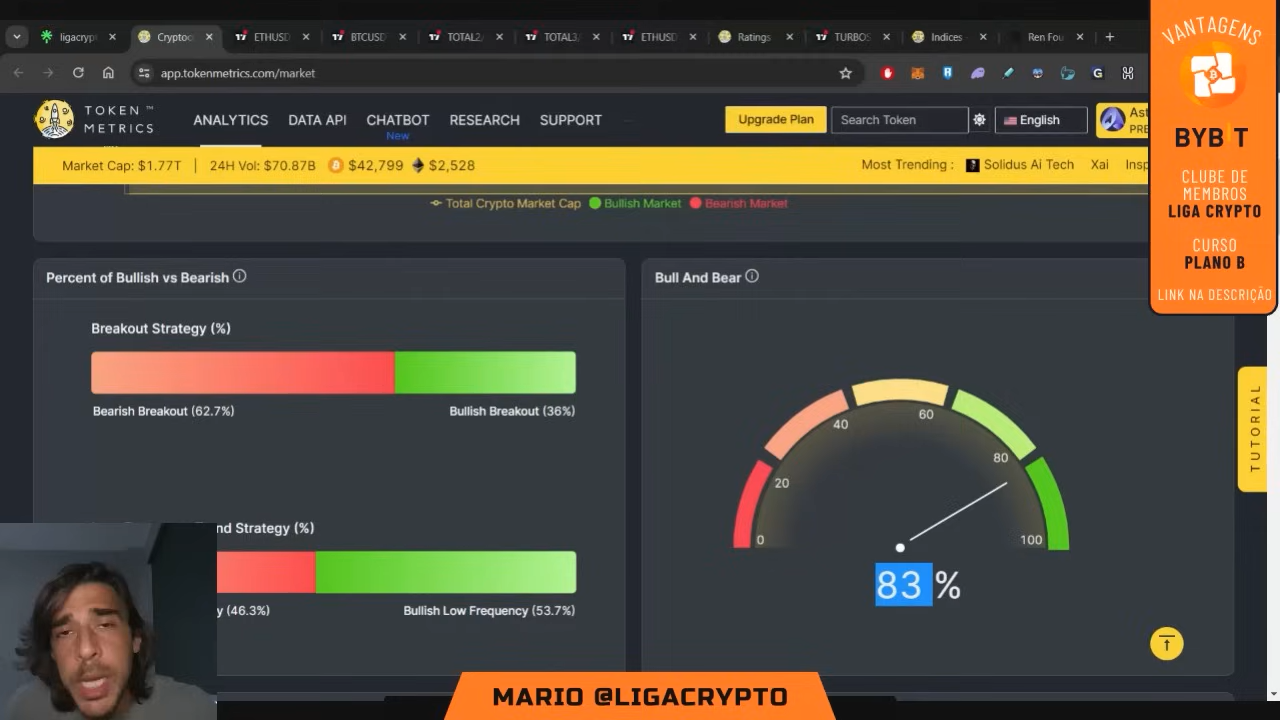 ligacryp
Cryptoc
ETHUSD
BTCUSD
TOTAL2
TOTAL3
ETHUSD
Ratings
TURBOS
Indices
Ren Fou
app.tokenmetrics.com/market
TOKEN ™
METRICS
ANALYTICS
DATA API
CHATBOT
New
RESEARCH
SUPPORT
Upgrade Plan
Search Token
English
Ast
PRE
Market Cap: $1.77T
24H Vol: $70.87B
$42,799
$2,528
Most Trending :
Solidus Ai Tech
Xai
Insp
Total Crypto Market Cap
Bullish Market
Bearish Market
Percent of Bullish vs Bearish
Breakout Strategy (%)
Bearish Breakout (62.7%)
Bullish Breakout (36%)
nd Strategy (%)
y (46.3%)
Bullish Low Frequency (53.7%)
Bull And Bear
0
20
40
60
80
100
83 %
TUTORIAL
VANTAGENS
BYBIT
CLUBE DE
MEMBROS
LIGA CRYPTO
CURSO
PLANO B
LINK NA DESCRIÇÃO
MARIO @LIGACRYPTO